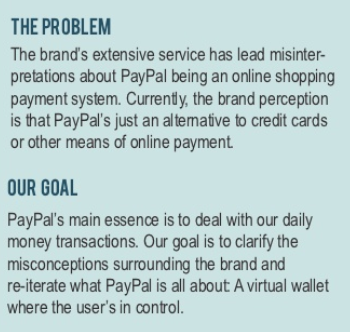 THE PROBLEM
The brand's extensive service has lead misinter-
pretations about PayPal being an online shopping
payment system. Currently, the brand perception
is that PayPal's just an alternative to credit cards
or other means of online payment.
OUR GOAL
PayPal's main essence is to deal with our daily
money transactions. Our goal is to clarify the
misconceptions surrounding the brand and
re-iterate what PayPal is all about: A virtual wallet
where the user's in control.